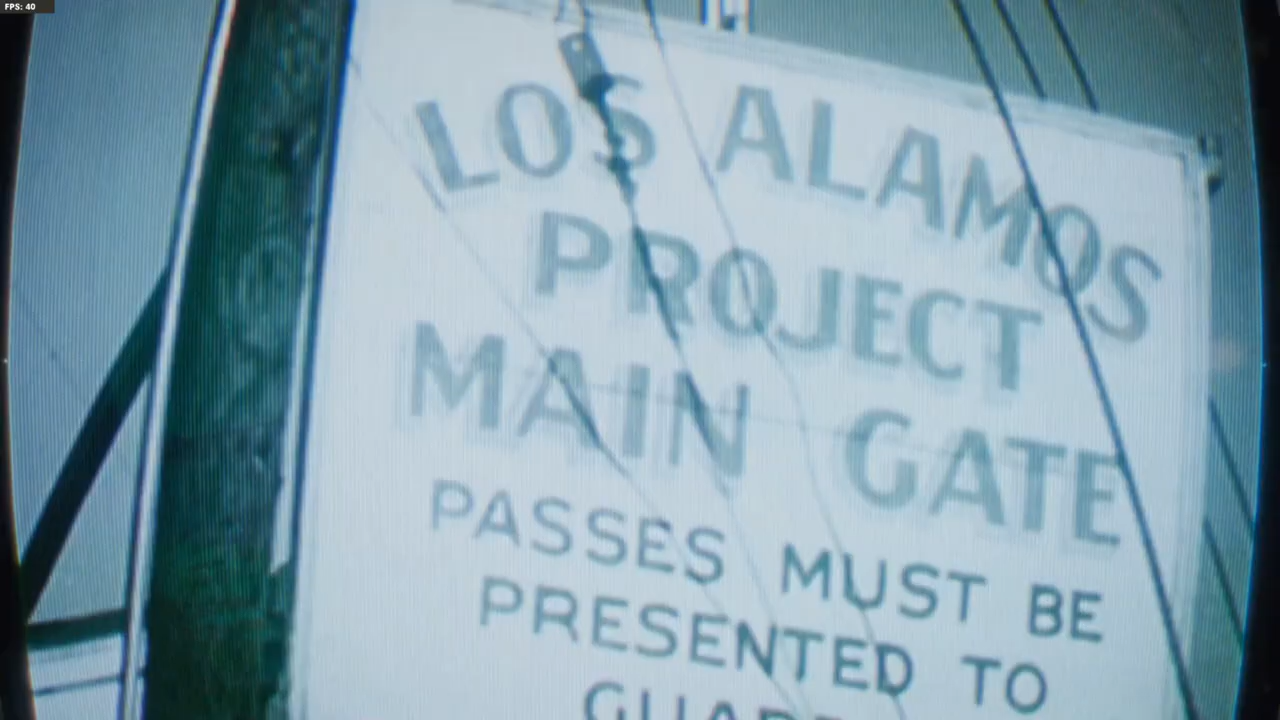 FPS: 40
LOS ALAMOS
PROJECT
MAIN GATE
PASSES MUST BE
PRESENTED TO